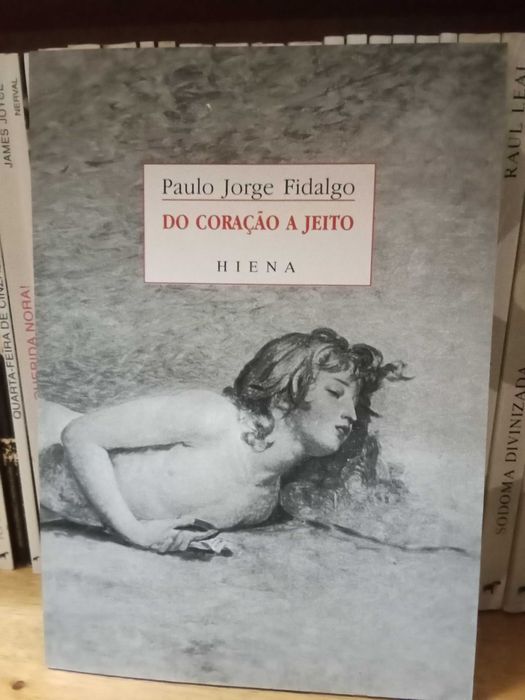 Paulo Jorge Fidalgo
DO CORAÇÃO A JEITO
HIENA
JAMES JOYCE
NERVAL
QUARTA-FEIRA DE CINZAS
QUERIDA NORA!
RAUL LEAL
SODOMA DIVINIZADA